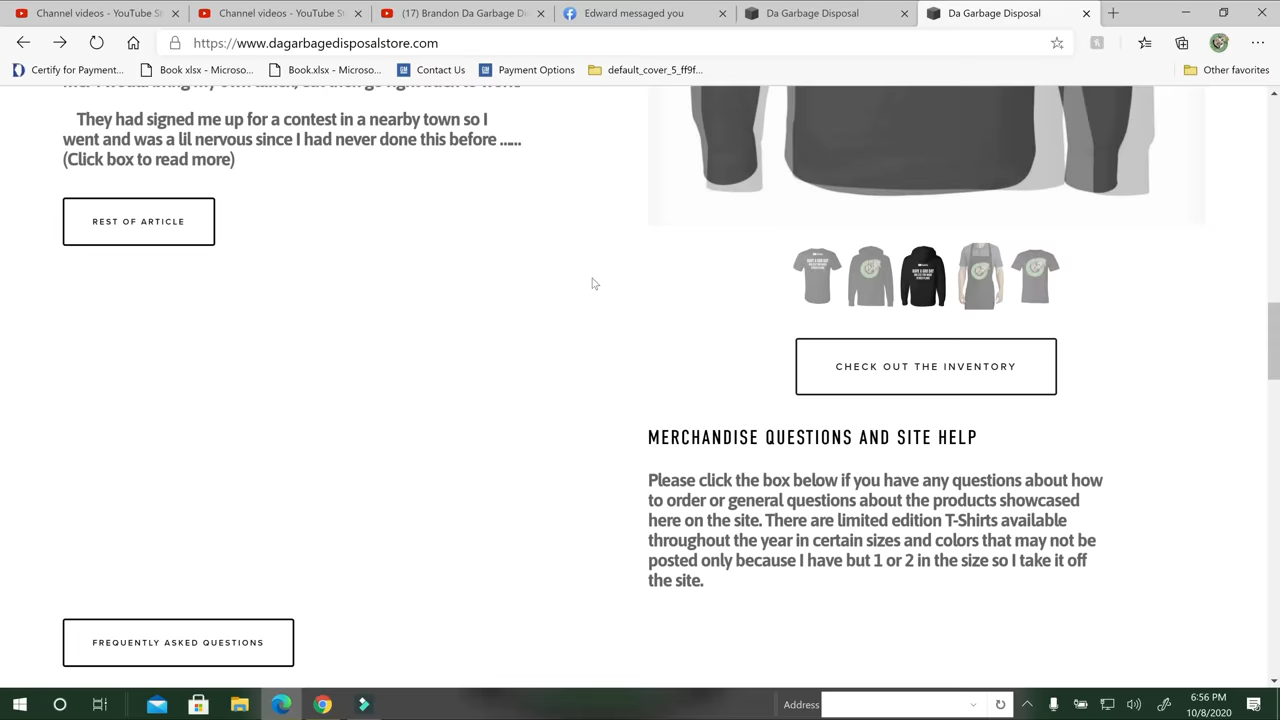 Channel videos - YouTube S
Channel videos - YouTube S
(17) Brandon Da Garbage Di
Edward messaged you
Da Garbage Disposal
Da Garbage Disposal
https://www.dagarbagedisposalstore.com
Certify for Payment...
Book xlsx - Microso...
Book.xlsx - Microso...
Contact Us
Payment Options
default_cover_5_ff9f...
Other favorites
They had signed me up for a contest in a nearby town so I
went and was a lil nervous since I had never done this before ......
(Click box to read more)
REST OF ARTICLE
CHECK OUT THE INVENTORY
MERCHANDISE QUESTIONS AND SITE HELP
Please click the box below if you have any questions about how
to order or general questions about the products showcased
here on the site. There are limited edition T-Shirts available
throughout the year in certain sizes and colors that may not be
posted only because I have but 1 or 2 in the size so I take it off
the site.
FREQUENTLY ASKED QUESTIONS
Address
6:56 PM
10/8/2020